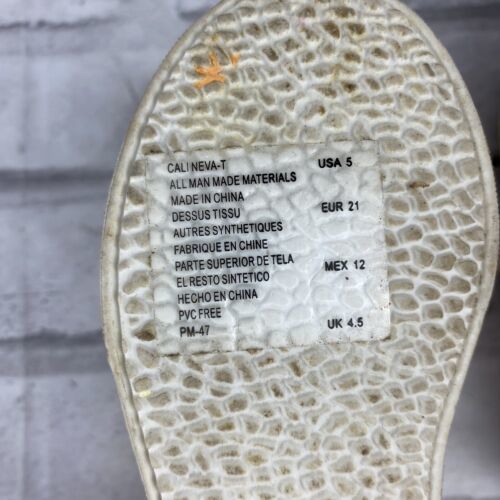 CALI NEVA-T USA 5
ALL MAN MADE MATERIALS
MADE IN CHINA
DESSUS TISSU EUR 21
AUTRES SYNTHETIQUES
FABRIQUE EN CHINE
PARTE SUPERIOR DE TELA MEX 12
EL RESTO SINTETICO
HECHO EN CHINA
PVC FREE
PM-47 UK 4.5